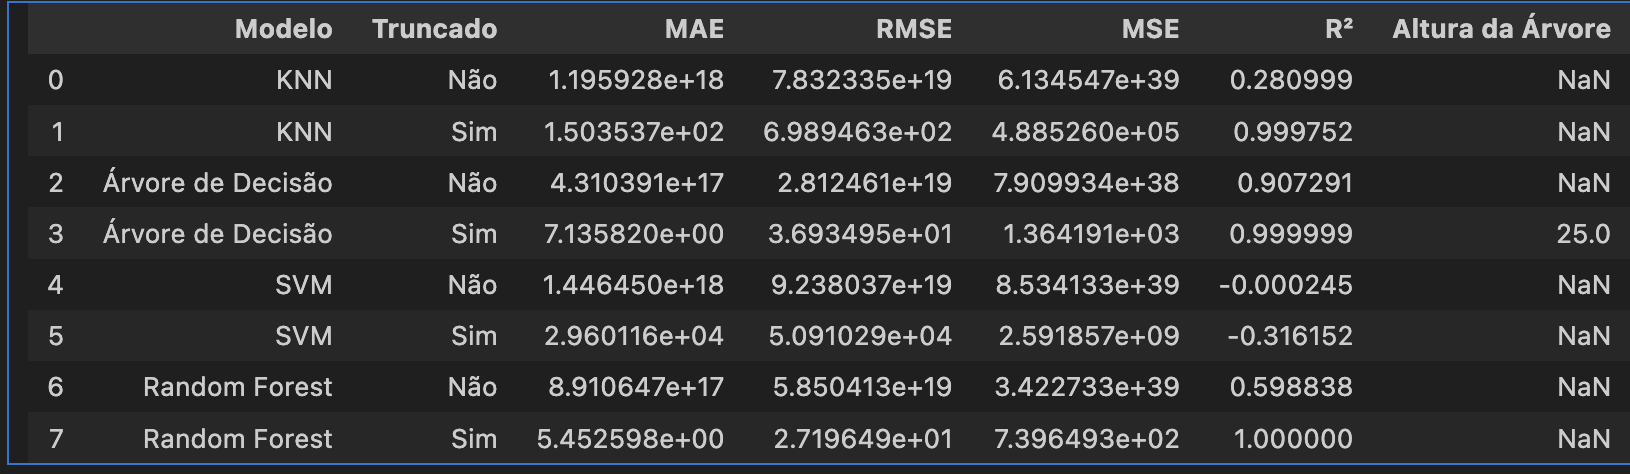 Modelo Truncado MAE RMSE MSE R² Altura da Árvore
0 KNN Não 1.195928e+18 7.832335e+19 6.134547e+39 0.280999 NaN
1 KNN Sim 1.503537e+02 6.989463e+02 4.885260e+05 0.999752 NaN
2 Árvore de Decisão Não 4.310391e+17 2.812461e+19 7.909934e+38 0.907291 NaN
3 Árvore de Decisão Sim 7.135820e+00 3.693495e+01 1.364191e+03 0.999999 25.0
4 SVM Não 1.446450e+18 9.238037e+19 8.534133e+39 -0.000245 NaN
5 SVM Sim 2.960116e+04 5.091029e+04 2.591857e+09 -0.316152 NaN
6 Random Forest Não 8.910647e+17 5.850413e+19 3.422733e+39 0.598838 NaN
7 Random Forest Sim 5.452598e+00 2.719649e+01 7.396493e+02 1.000000 NaN